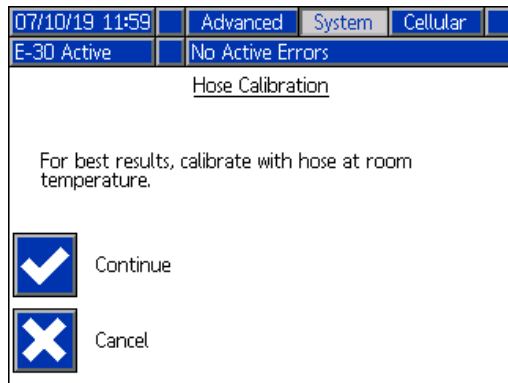 07/10/19 11:59 Advanced System Cellular
E-30 Active No Active Errors
Hose Calibration
For best results, calibrate with hose at room
temperature.
Continue
Cancel